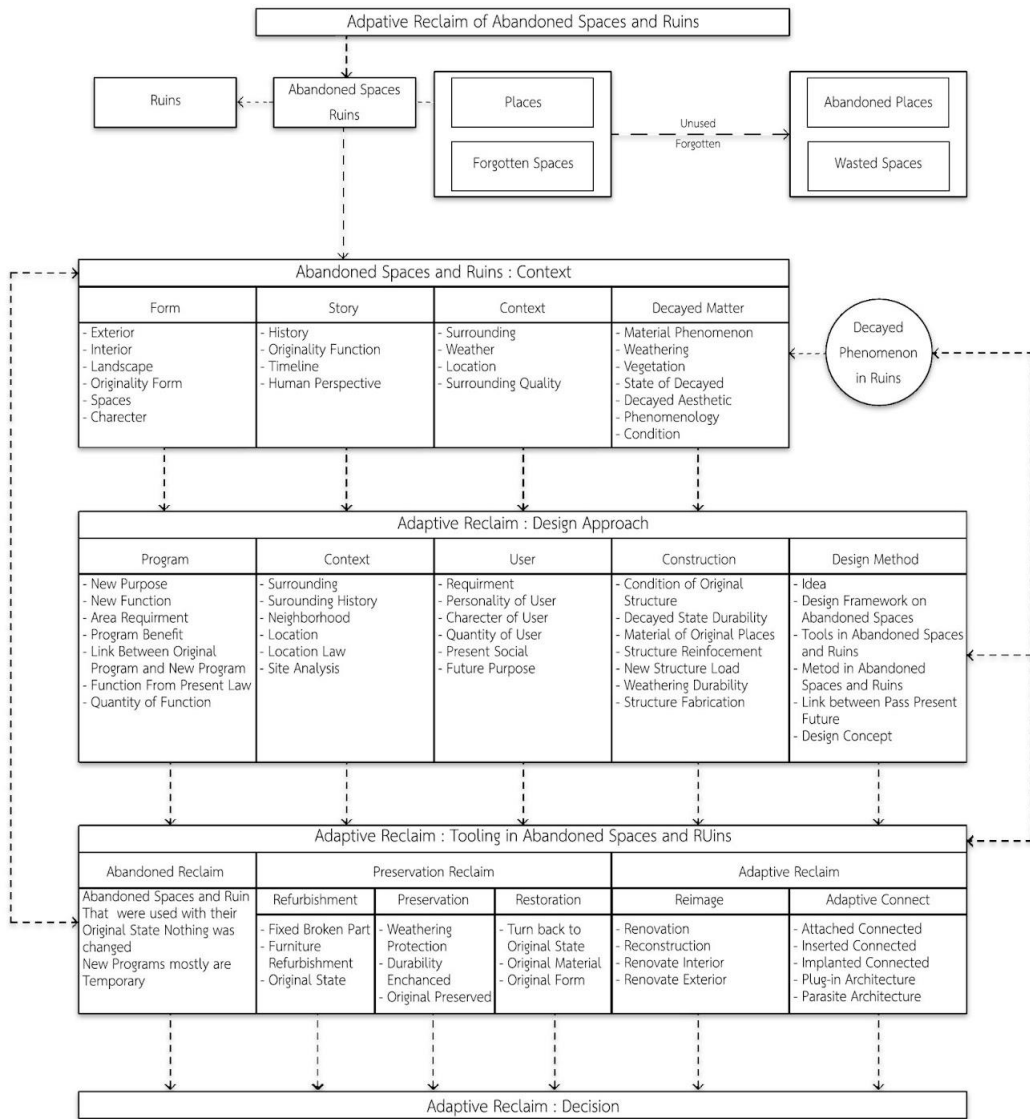 Adpative Reclaim of Abandoned Spaces and Ruins
Ruins
Abandoned Spaces
Ruins
Places
Forgotten Spaces
Unused
Forgotten
Abandoned Places
Wasted Spaces
Abandoned Spaces and Ruins : Context
Form
- Exterior
- Interior
- Landscape
- Originality Form
- Spaces
- Charecter
Story
- History
- Originality Function
- Timeline
- Human Perspective
Context
- Surrounding
- Weather
- Location
- Surrounding Quality
Decayed Matter
- Material Phenomenon
- Weathering
- Vegetation
- State of Decayed
- Decayed Aesthetic
- Phenomenology
- Condition
Decayed
Phenomenon
in Ruins
Adaptive Reclaim : Design Approach
Program
- New Purpose
- New Function
- Area Requirment
- Program Benefit
- Link Between Original
Program and New Program
- Function From Present Law
- Quantity of Function
Context
- Surrounding
- Surounding History
- Neighborhood
- Location
- Location Law
- Site Analysis
User
- Requirment
- Personality of User
- Charecter of User
- Quantity of User
- Present Social
- Future Purpose
Construction
- Condition of Original
Structure
- Decayed State Durability
- Material of Original Places
- Structure Reinfocement
- New Structure Load
- Weathering Durability
- Structure Fabrication
Design Method
- Idea
- Design Framework on
Abandoned Spaces
- Tools in Abandoned Spaces
and Ruins
- Metod in Abandoned
Spaces and Ruins
- Link between Pass Present
Future
- Design Concept
Adaptive Reclaim : Tooling in Abandoned Spaces and RUins
Abandoned Reclaim
Abandoned Spaces and Ruin
That were used with their
Original State Nothing was
changed
New Programs mostly are
Temporary
Preservation Reclaim
Refurbishment
- Fixed Broken Part
- Furniture
Refurbishment
- Original State
Preservation
- Weathering
Protection
- Durability
Enchanced
- Original Preserved
Restoration
- Turn back to
Original State
- Original Material
- Original Form
Adaptive Reclaim
Reimage
- Renovation
- Reconstruction
- Renovate Interior
- Renovate Exterior
Adaptive Connect
- Attached Connected
- Inserted Connected
- Implanted Connected
- Plug-in Architecture
- Parasite Architecture
Adaptive Reclaim : Decision